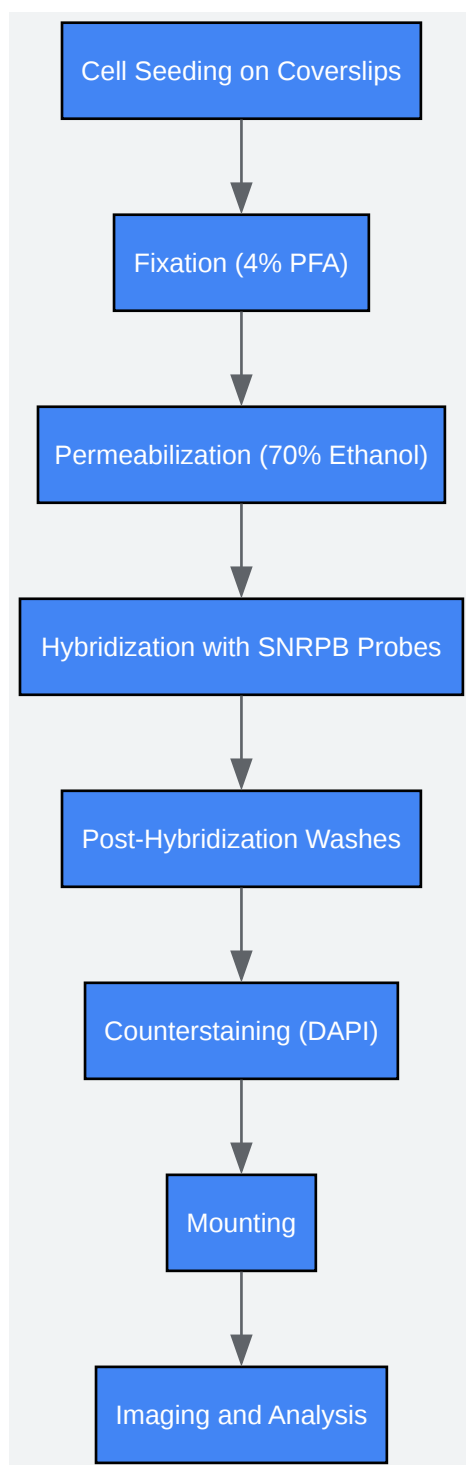 Cell Seeding on Coverslips
Fixation (4% PFA)
Permeabilization (70% Ethanol)
Hybridization with SNRPB Probes
Post-Hybridization Washes
Counterstaining (DAPI)
Mounting
Imaging and Analysis